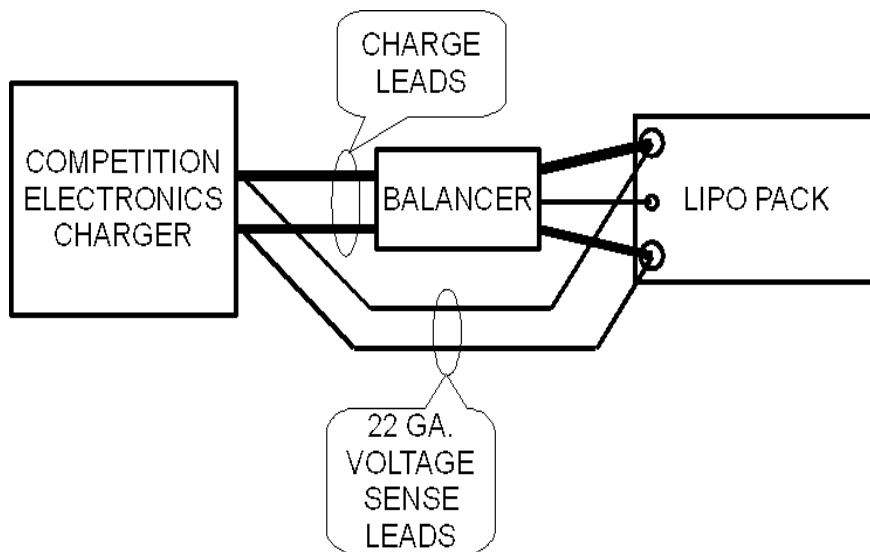 CHARGE
LEADS
COMPETITION
ELECTRONICS
CHARGER
BALANCER
LIPO PACK
22 GA.
VOLTAGE
SENSE
LEADS